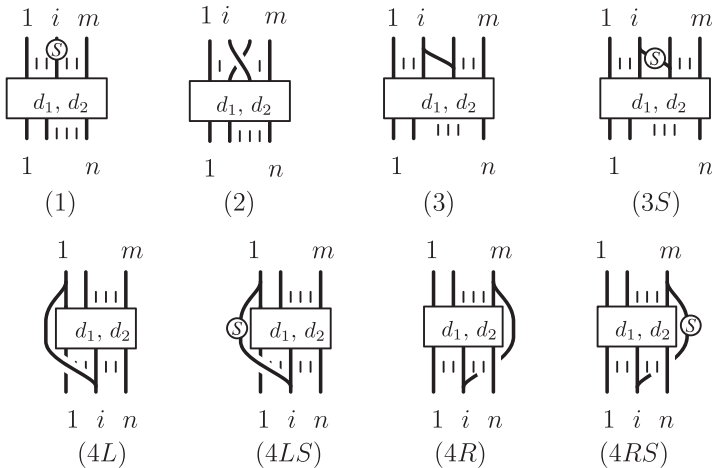 1 i m 1 i m 1 i m 1 i m
S S
d₁, d₂ d₁, d₂ d₁, d₂ d₁, d₂
1 n 1 n 1 n 1 n
(1) (2) (3) (3S)
1 m 1 m 1 m 1 m
d₁, d₂ S d₁, d₂ d₁, d₂ d₁, d₂ S
1 i n 1 i n 1 i n 1 i n
(4L) (4LS) (4R) (4RS)